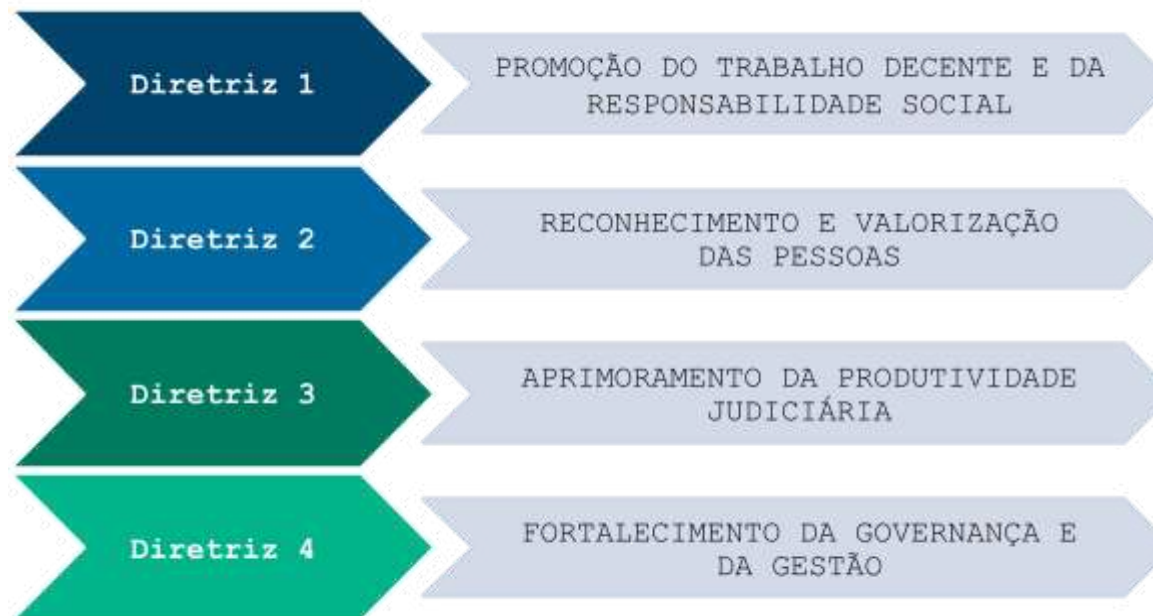 Diretriz 1
PROMOÇÃO DO TRABALHO DECENTE E DA
RESPONSABILIDADE SOCIAL
Diretriz 2
RECONHECIMENTO E VALORIZAÇÃO
DAS PESSOAS
Diretriz 3
APRIMORAMENTO DA PRODUTIVIDADE
JUDICIÁRIA
Diretriz 4
FORTALECIMENTO DA GOVERNANÇA E
DA GESTÃO